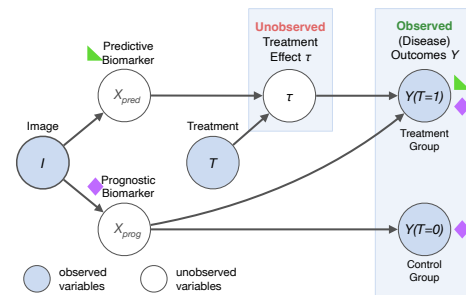 Unobserved
Treatment
Effect τ
Observed
(Disease)
Outcomes Y
Predictive
Biomarker
X_pred
τ
Y(T=1)
Treatment
Group
Image
I
Treatment
T
Prognostic
Biomarker
X_prog
Y(T=0)
Control
Group
observed
variables
unobserved
variables